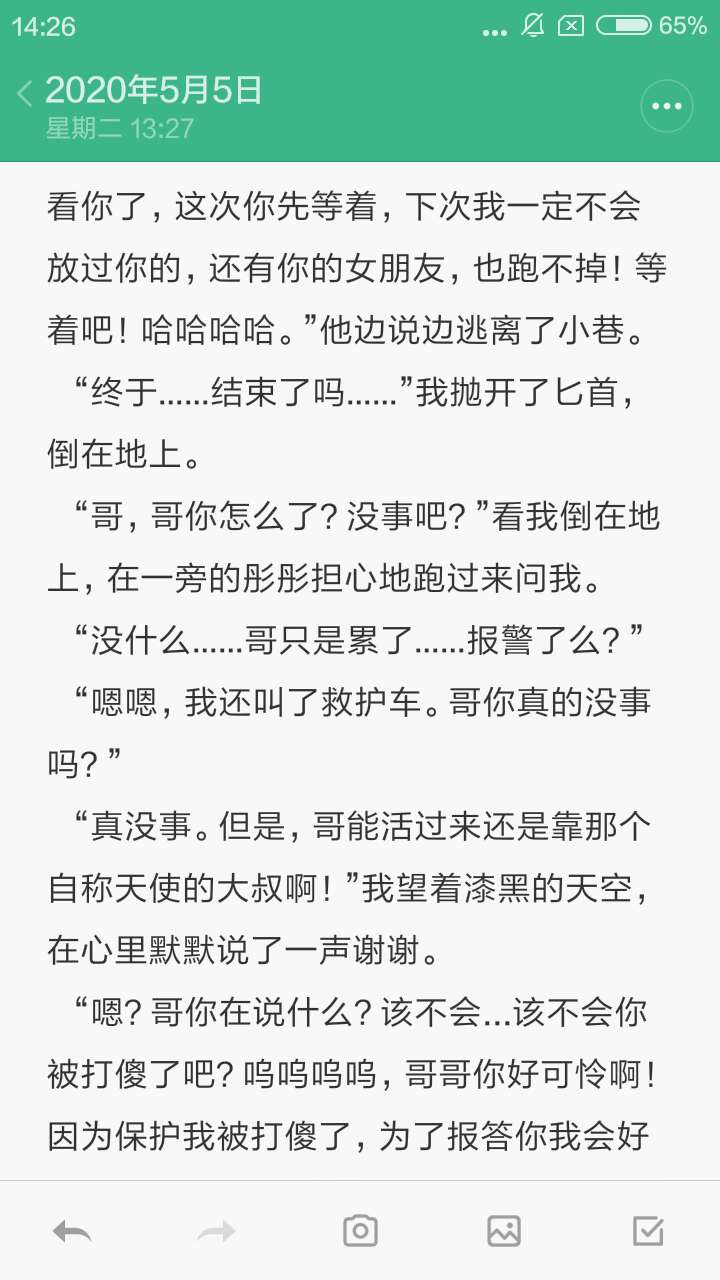 14:26
65%
2020年5月5日
星期二 13:27
看你了，这次你先等着，下次我一定不会
放过你的，还有你的女朋友，也跑不掉！等
着吧！哈哈哈哈。”他边说边逃离了小巷。
“终于......结束了吗......”我抛开了匕首，
倒在地上。
“哥，哥你怎么了？没事吧？”看我倒在地
上，在一旁的彤彤担心地跑过来问我。
“没什么......哥只是累了......报警了么？”
“嗯嗯，我还叫了救护车。哥你真的没事
吗？”
“真没事。但是，哥能活过来还是靠那个
自称天使的大叔啊！”我望着漆黑的天空，
在心里默默说了一声谢谢。
“嗯？哥你在说什么？该不会...该不会你
被打傻了吧？呜呜呜呜，哥哥你好可怜啊！
因为保护我被打傻了，为了报答你我会好